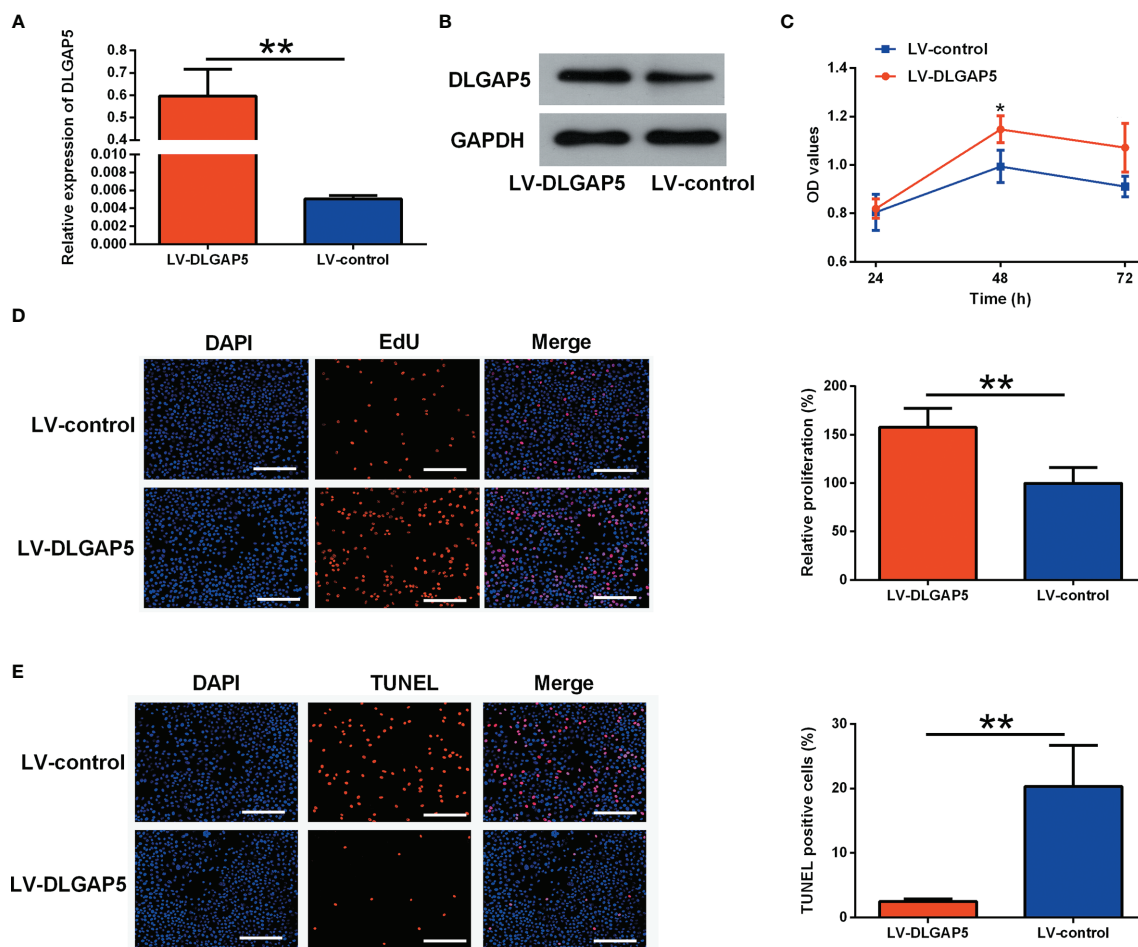 A
Relative expression of DLGAP5
0.8
0.7
0.6
0.5
0.4
0.010
0.008
0.006
0.004
0.002
0.000
**
LV-DLGAP5 LV-control
B
DLGAP5
GAPDH
LV-DLGAP5 LV-control
C
LV-control
LV-DLGAP5
OD values
1.4
1.2
1.0
0.8
0.6
*
24 48 72
Time (h)
D
DAPI EdU Merge
LV-control
LV-DLGAP5
Relative proliferation (%)
200
150
100
50
0
**
LV-DLGAP5 LV-control
E
DAPI TUNEL Merge
LV-control
LV-DLGAP5
TUNEL positive cells (%)
30
20
10
0
**
LV-DLGAP5 LV-control